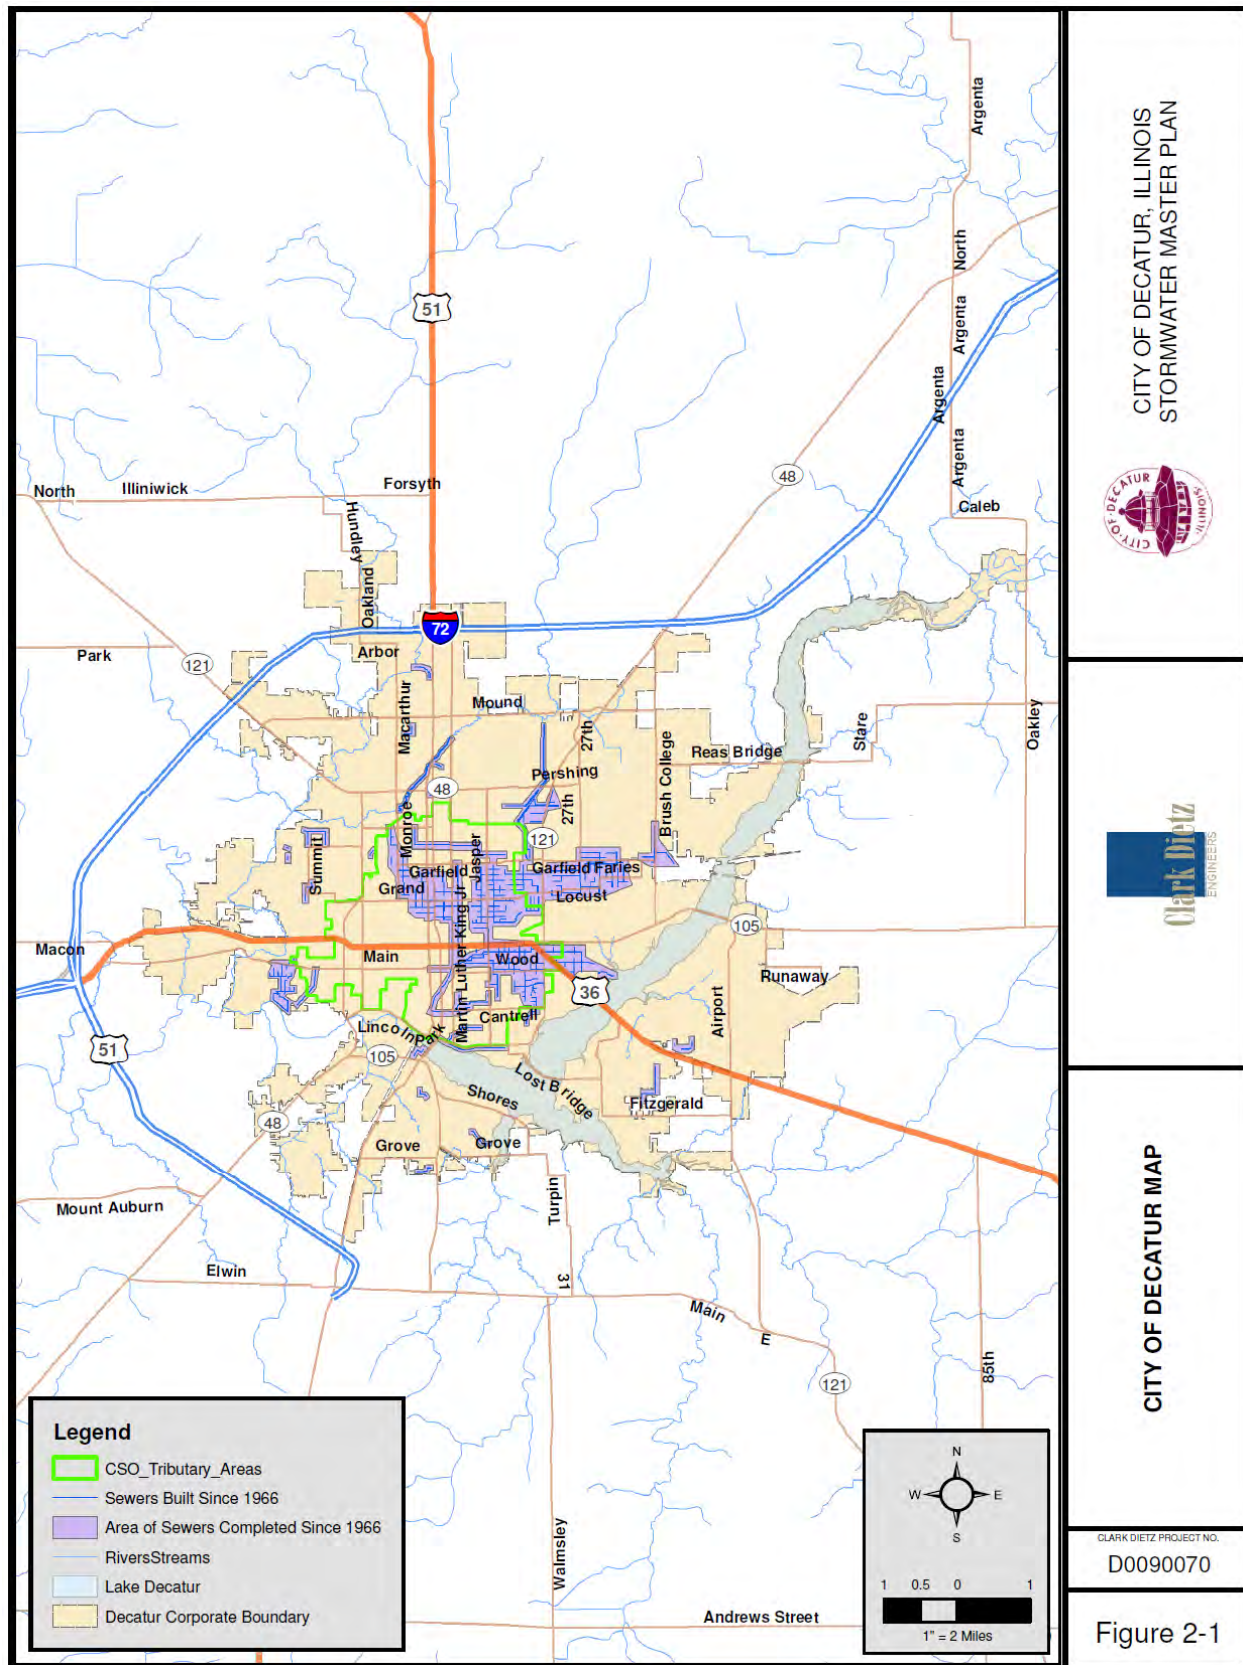 Argenta
North
Argenta
Argenta
Argenta
51
48
North
Illiniwick
Forsyth
Caleb
Hundley
Oakland
72
Park
121
Arbor
Macarthur
Mound
27th
Stare
Oakley
Reas Bridge
Brush College
Pershing
48
27th
121
Monroe
Summit
Jasper
Garfield
Garfield
Faries
Grand
Locust
Martin Luther King Jr
105
Macon
Main
Wood
Runaway
36
Airport
Cantrell
Lincoln
Park
51
105
Lost Bridge
Shores
Fitzgerald
48
Grove
Grove
Mount Auburn
Turpin
Elwin
31
Main
E
121
85th
Walmsley
Andrews Street
Legend
CSO_Tributary_Areas
Sewers Built Since 1966
Area of Sewers Completed Since 1966
RiversStreams
Lake Decatur
Decatur Corporate Boundary
N
W
E
S
1 0.5 0 1
1" = 2 Miles
CITY OF DECATUR, ILLINOIS
STORMWATER MASTER PLAN
CITY·OF·DECATUR
ILLINOIS
Clark Dietz
ENGINEERS
CITY OF DECATUR MAP
CLARK DIETZ PROJECT NO.
D0090070
Figure 2-1